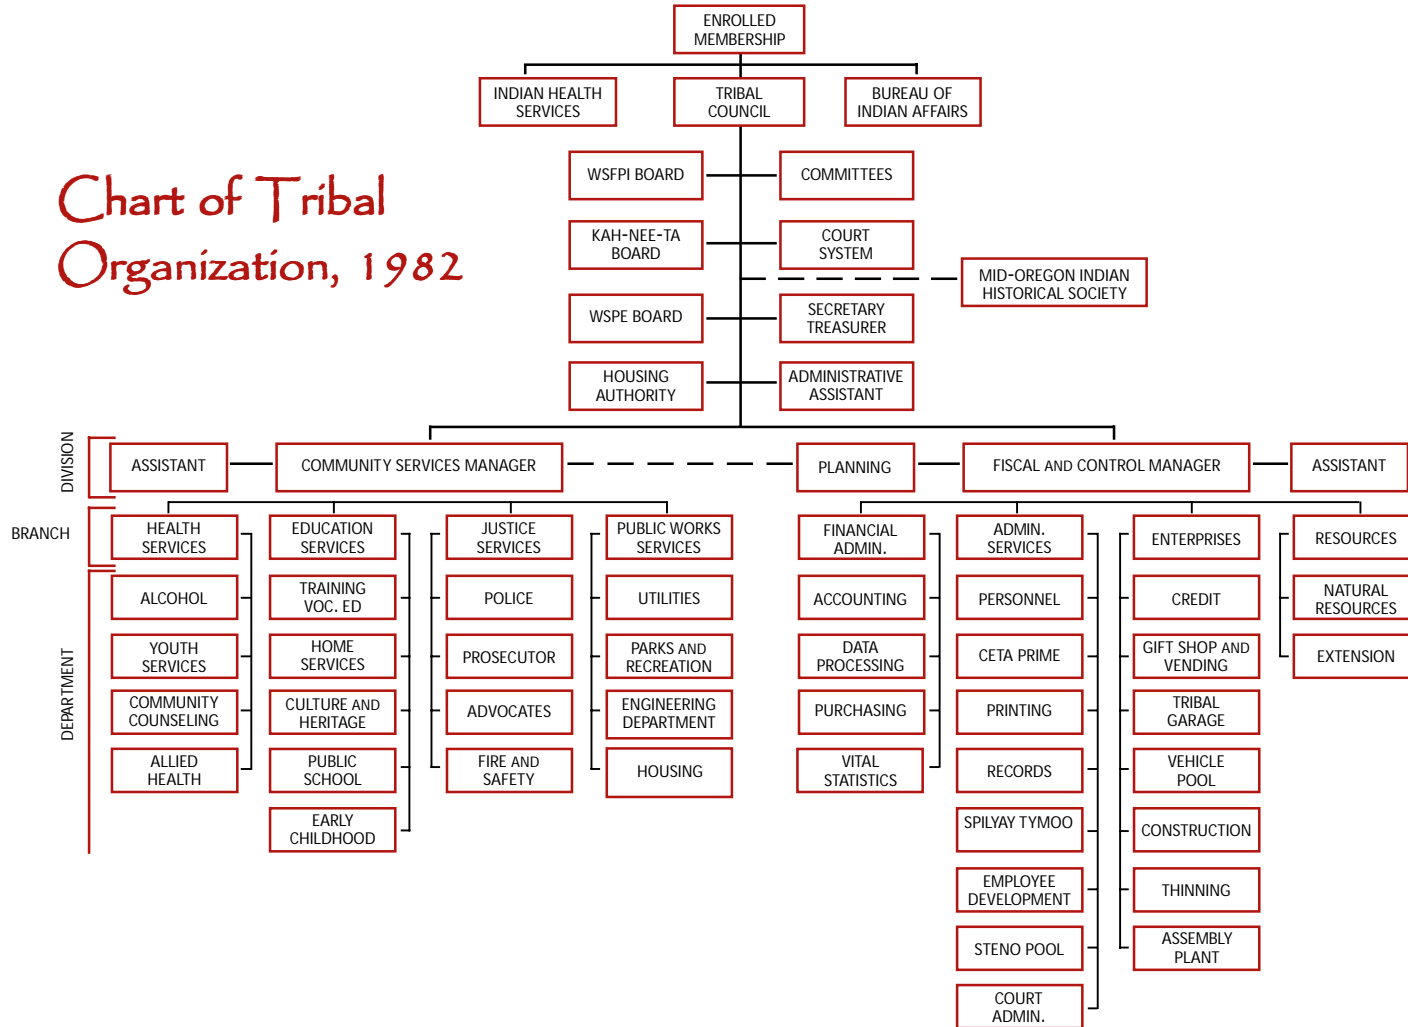 ENROLLED
MEMBERSHIP
INDIAN HEALTH
SERVICES
TRIBAL
COUNCIL
BUREAU OF
INDIAN AFFAIRS
Chart of Tribal
Organization, 1982
WSFPI BOARD
COMMITTEES
KAH-NEE-TA
BOARD
COURT
SYSTEM
MID-OREGON INDIAN
HISTORICAL SOCIETY
WSPE BOARD
SECRETARY
TREASURER
HOUSING
AUTHORITY
ADMINISTRATIVE
ASSISTANT
DIVISION
ASSISTANT
COMMUNITY SERVICES MANAGER
PLANNING
FISCAL AND CONTROL MANAGER
ASSISTANT
BRANCH
HEALTH
SERVICES
EDUCATION
SERVICES
JUSTICE
SERVICES
PUBLIC WORKS
SERVICES
FINANCIAL
ADMIN.
ADMIN.
SERVICES
ENTERPRISES
RESOURCES
DEPARTMENT
ALCOHOL
YOUTH
SERVICES
COMMUNITY
COUNSELING
ALLIED
HEALTH
TRAINING
VOC. ED
HOME
SERVICES
CULTURE AND
HERITAGE
PUBLIC
SCHOOL
EARLY
CHILDHOOD
POLICE
PROSECUTOR
ADVOCATES
FIRE AND
SAFETY
UTILITIES
PARKS AND
RECREATION
ENGINEERING
DEPARTMENT
HOUSING
ACCOUNTING
DATA
PROCESSING
PURCHASING
VITAL
STATISTICS
PERSONNEL
CETA PRIME
PRINTING
RECORDS
SPILYAY TYMOO
EMPLOYEE
DEVELOPMENT
STENO POOL
COURT
ADMIN.
CREDIT
GIFT SHOP AND
VENDING
TRIBAL
GARAGE
VEHICLE
POOL
CONSTRUCTION
THINNING
ASSEMBLY
PLANT
NATURAL
RESOURCES
EXTENSION